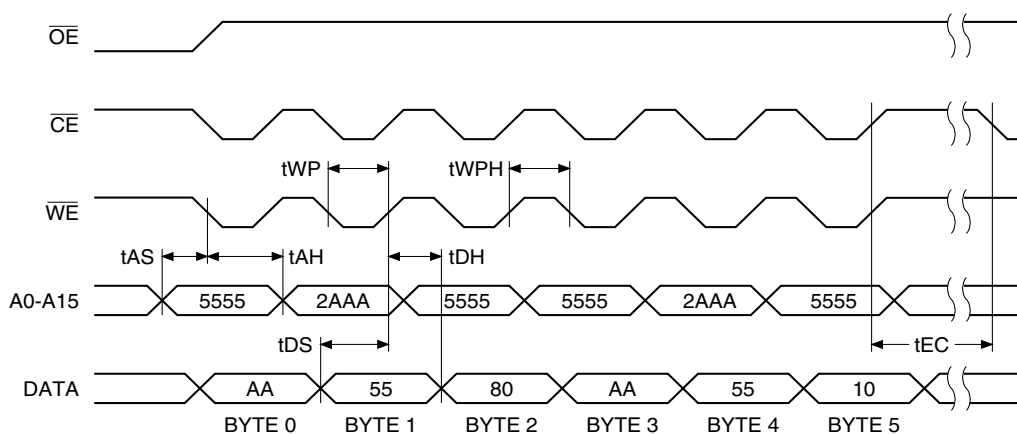 OE
CE
tWP tWPH
WE
tAS tAH tDH
A0-A15 5555 2AAA 5555 5555 2AAA 5555
tDS tEC
DATA AA 55 80 AA 55 10
BYTE 0 BYTE 1 BYTE 2 BYTE 3 BYTE 4 BYTE 5